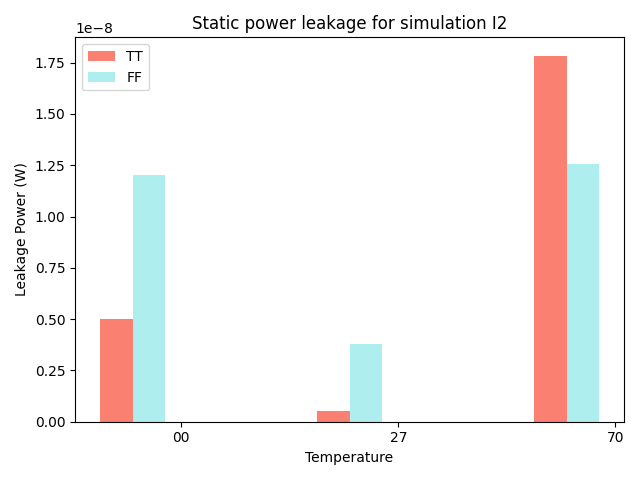 Static power leakage for simulation I2
1e−8
TT
FF
1.75
1.50
1.25
1.00
0.75
0.50
0.25
0.00
Leakage Power (W)
00
27
70
Temperature